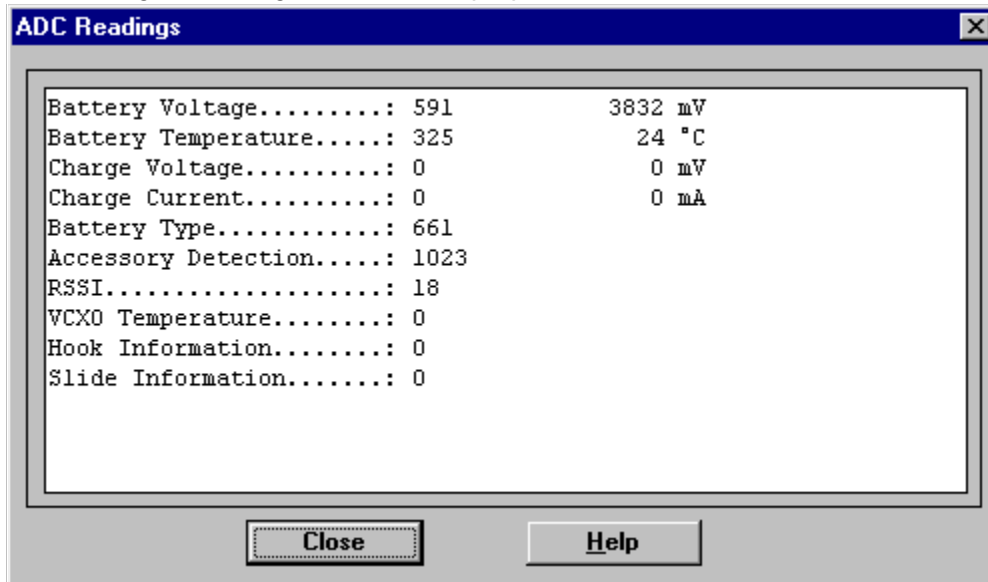 ADC Readings
Battery Voltage.........: 591 3832 mV
Battery Temperature.....: 325 24 °C
Charge Voltage..........: 0 0 mV
Charge Current..........: 0 0 mA
Battery Type............: 661
Accessory Detection.....: 1023
RSSI....................: 18
VCXO Temperature........: 0
Hook Information........: 0
Slide Information.......: 0
Close Help